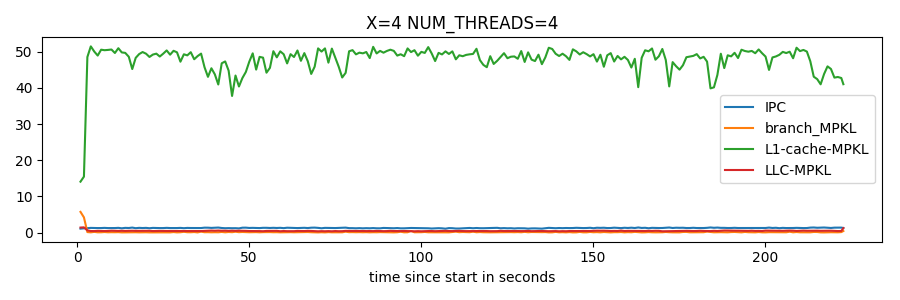 X=4 NUM_THREADS=4
50
40
30
20
10
0
IPC
branch_MPKL
L1-cache-MPKL
LLC-MPKL
0 50 100 150 200
time since start in seconds